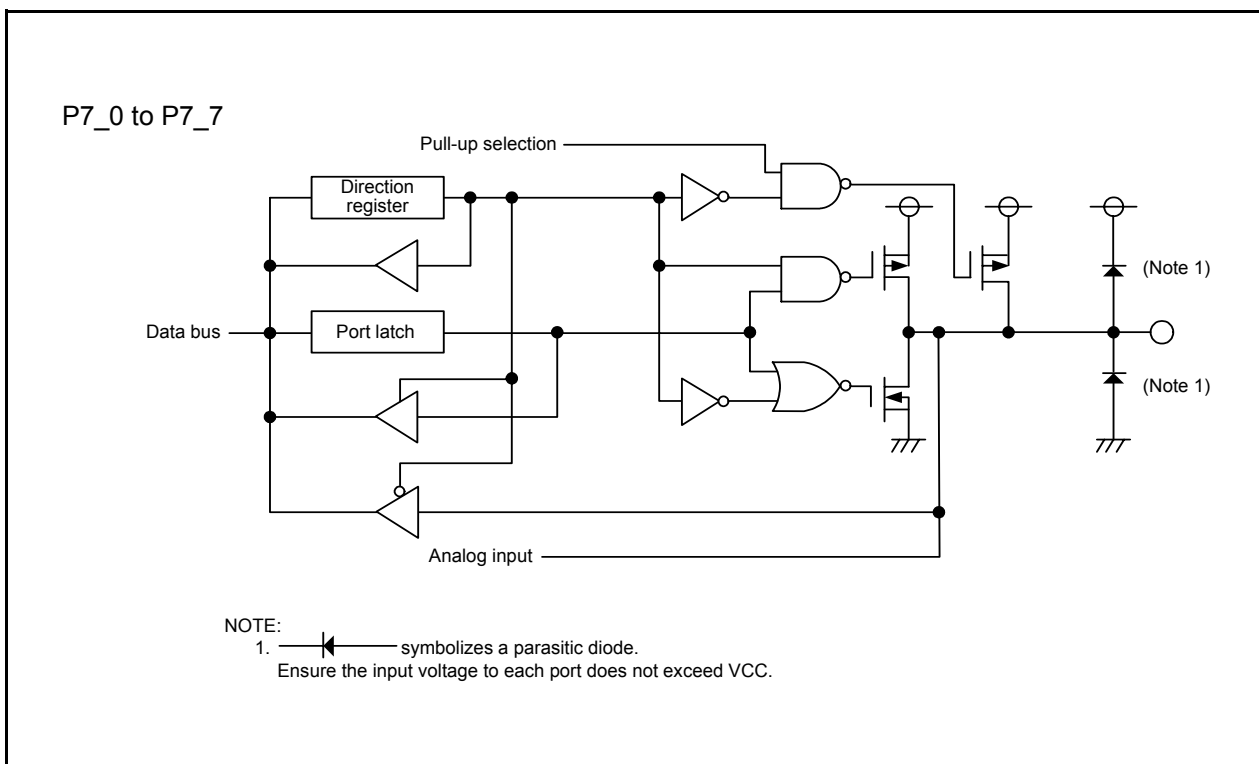 P7_0 to P7_7
Pull-up selection
Direction
register
(Note 1)
Data bus
Port latch
(Note 1)
Analog input
NOTE:
1. symbolizes a parasitic diode.
Ensure the input voltage to each port does not exceed VCC.